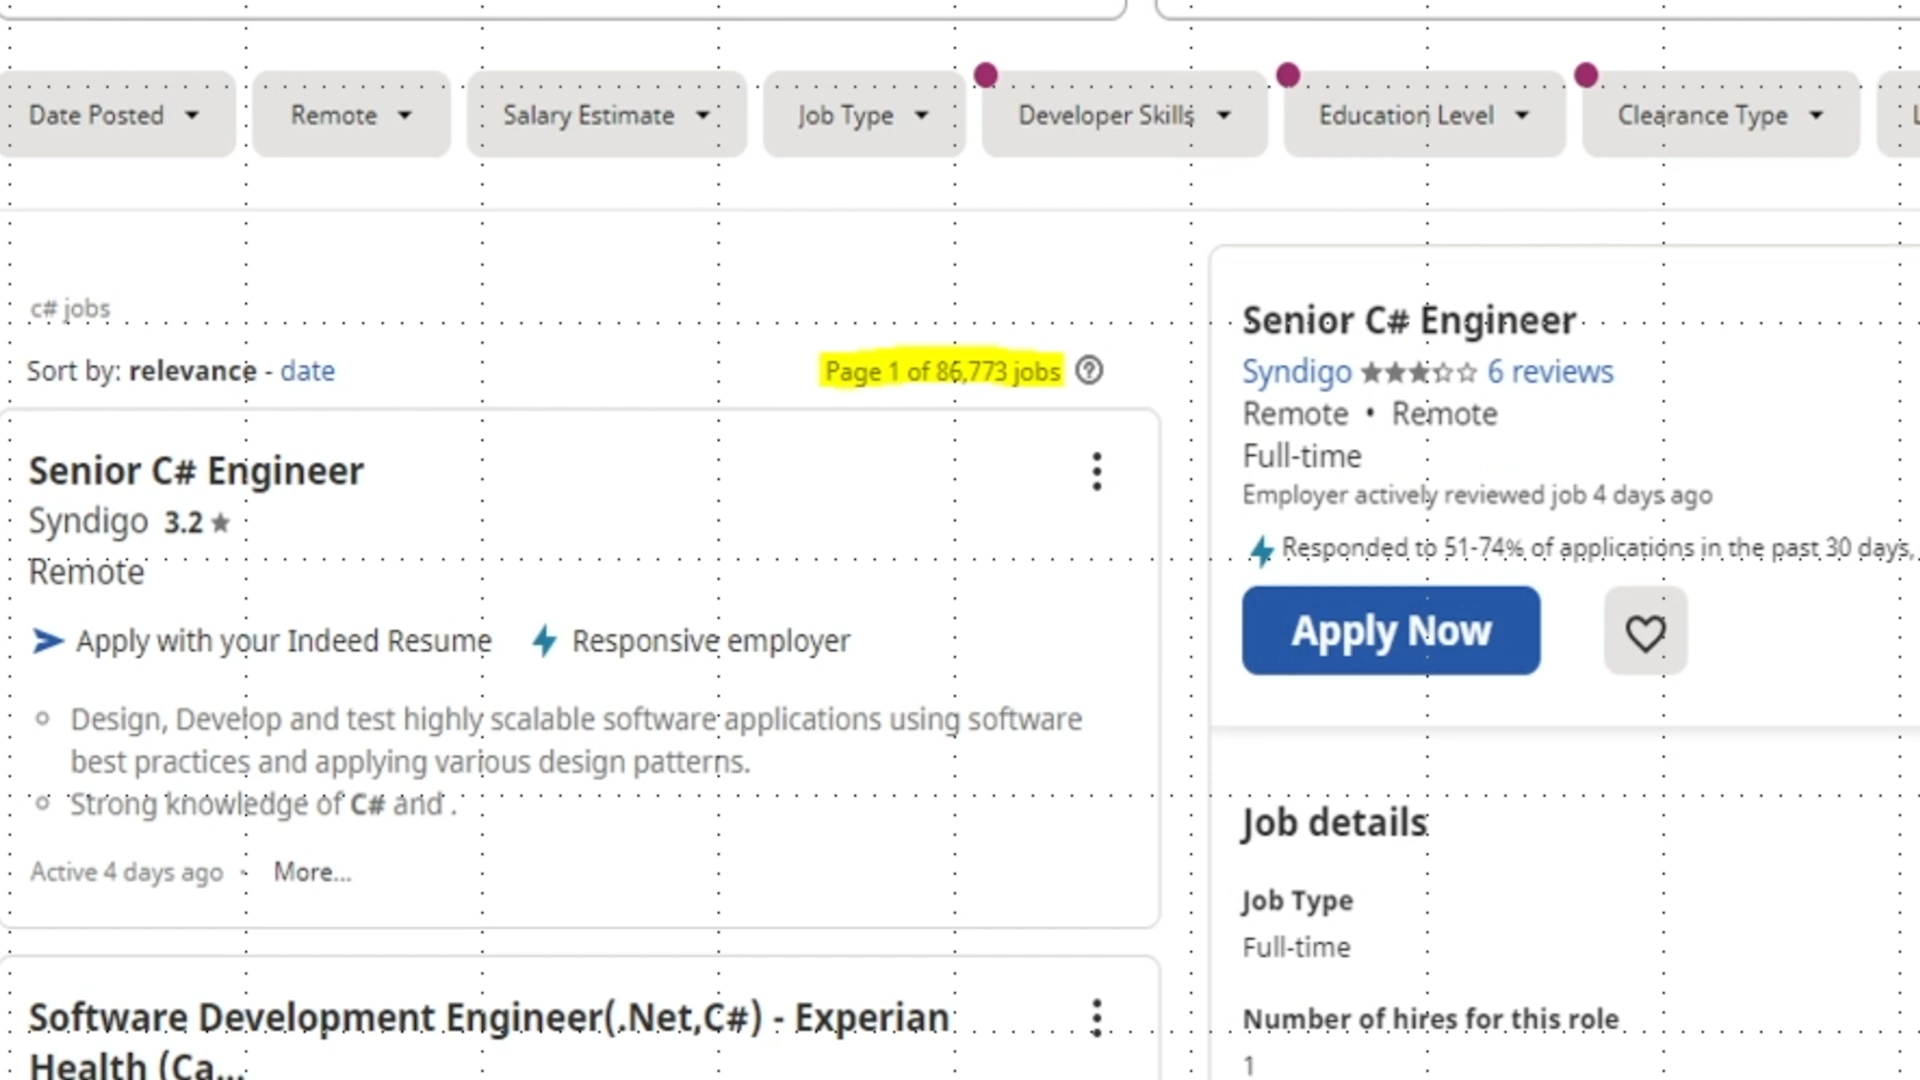 Date Posted
Remote
Salary Estimate
Job Type
Developer Skills
Education Level
Clearance Type
c# jobs
Sort by: relevance - date
Page 1 of 86,773 jobs
Senior C# Engineer
Syndigo 3.2
Remote
Apply with your Indeed Resume
Responsive employer
Design, Develop and test highly scalable software applications using software
best practices and applying various design patterns.
Strong knowledge of C# and .
Active 4 days ago · More...
Software Development Engineer(.Net,C#) - Experian
Health (Ca...
Senior C# Engineer
Syndigo 6 reviews
Remote • Remote
Full-time
Employer actively reviewed job 4 days ago
Responded to 51-74% of applications in the past 30 days,
Apply Now
Job details
Job Type
Full-time
Number of hires for this role
1